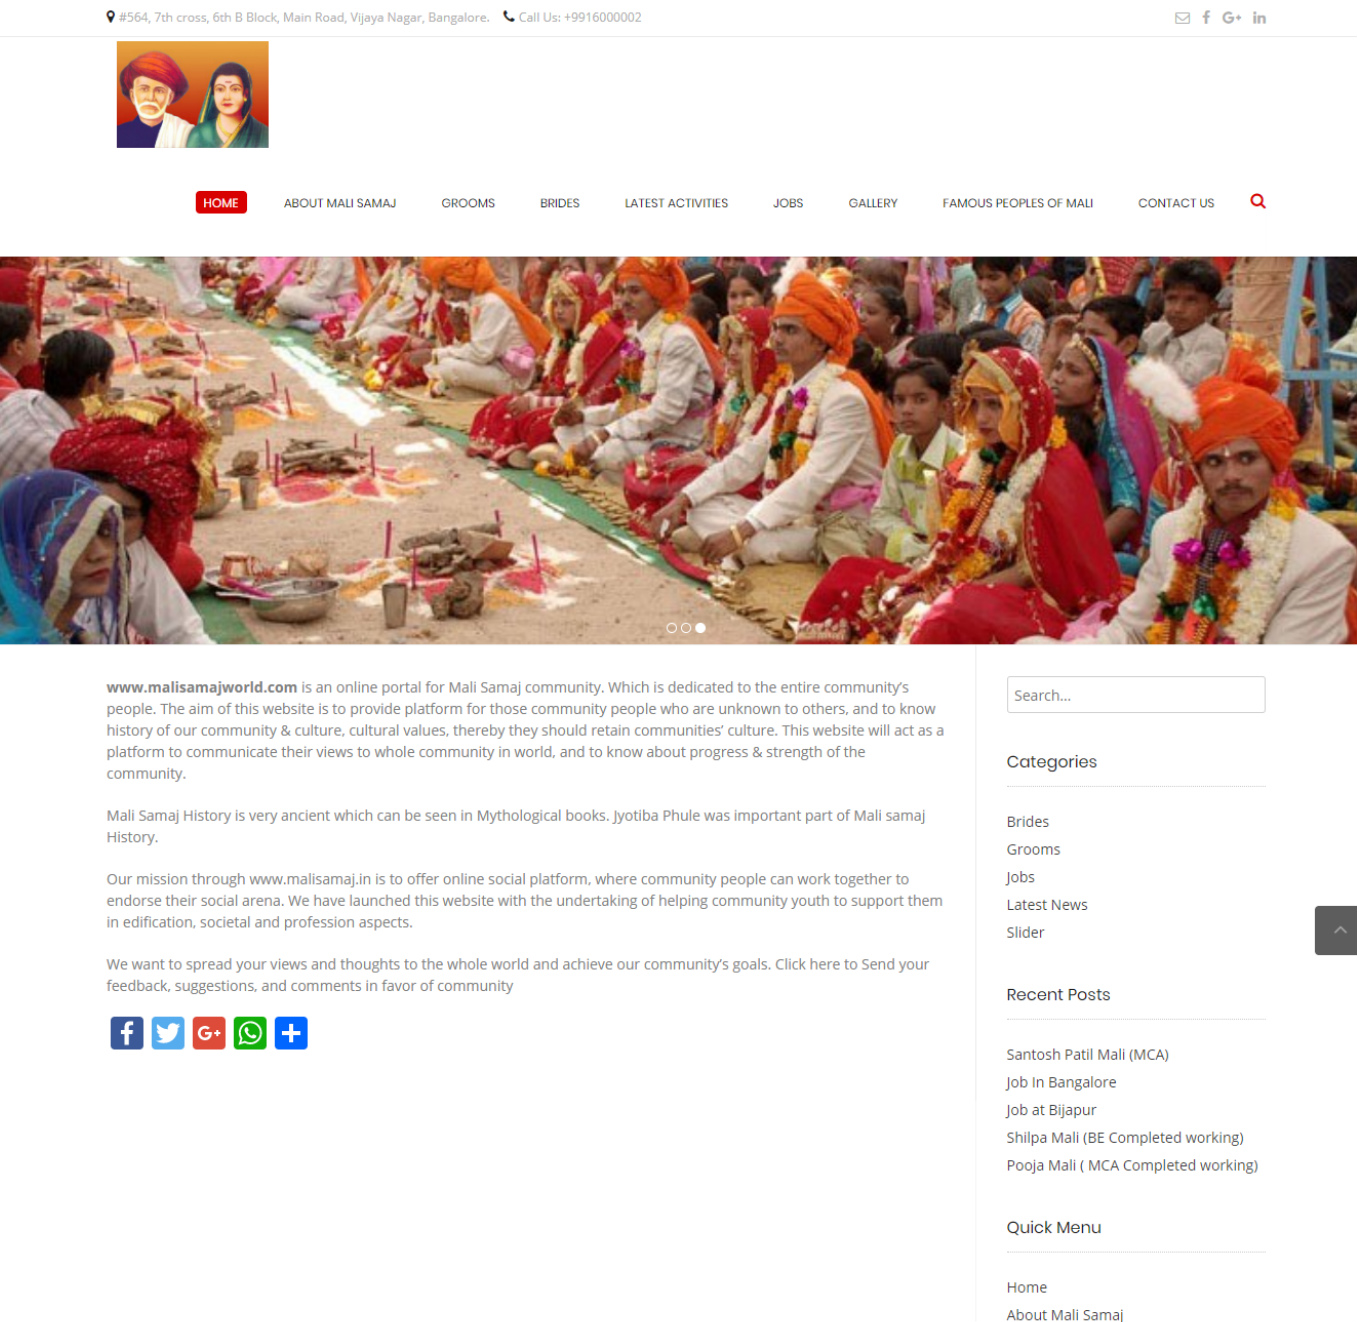 #564, 7th cross, 6th B Block, Main Road, Vijaya Nagar, Bangalore. Call Us: +9916000002
HOME ABOUT MALI SAMAJ GROOMS BRIDES LATEST ACTIVITIES JOBS GALLERY FAMOUS PEOPLES OF MALI CONTACT US
www.malisamajworld.com is an online portal for Mali Samaj community. Which is dedicated to the entire community's
people. The aim of this website is to provide platform for those community people who are unknown to others, and to know
history of our community & culture, cultural values, thereby they should retain communities' culture. This website will act as a
platform to communicate their views to whole community in world, and to know about progress & strength of the
community.
Mali Samaj History is very ancient which can be seen in Mythological books. Jyotiba Phule was important part of Mali samaj
History.
Our mission through www.malisamaj.in is to offer online social platform, where community people can work together to
endorse their social arena. We have launched this website with the undertaking of helping community youth to support them
in edification, societal and profession aspects.
We want to spread your views and thoughts to the whole world and achieve our community's goals. Click here to Send your
feedback, suggestions, and comments in favor of community
Search...
Categories
Brides
Grooms
Jobs
Latest News
Slider
Recent Posts
Santosh Patil Mali (MCA)
Job In Bangalore
Job at Bijapur
Shilpa Mali (BE Completed working)
Pooja Mali ( MCA Completed working)
Quick Menu
Home
About Mali Samaj